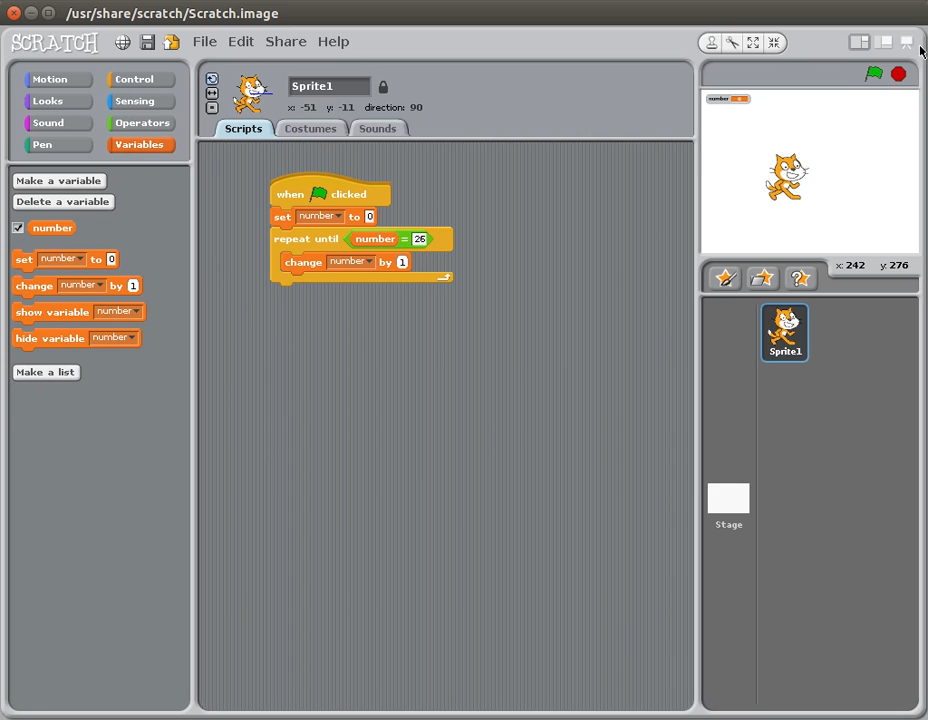 /usr/share/scratch/Scratch.image
SCRATCH File Edit Share Help
Motion Control
Looks Sensing
Sound Operators
Pen Variables
Make a variable
Delete a variable
number
set number to 0
change number by 1
show variable number
hide variable number
Make a list
Sprite1
x: -51 y: -11 direction: 90
Scripts Costumes Sounds
when clicked
set number to 0
repeat until number = 26
change number by 1
number
x: 242 y: 276
Sprite1
Stage